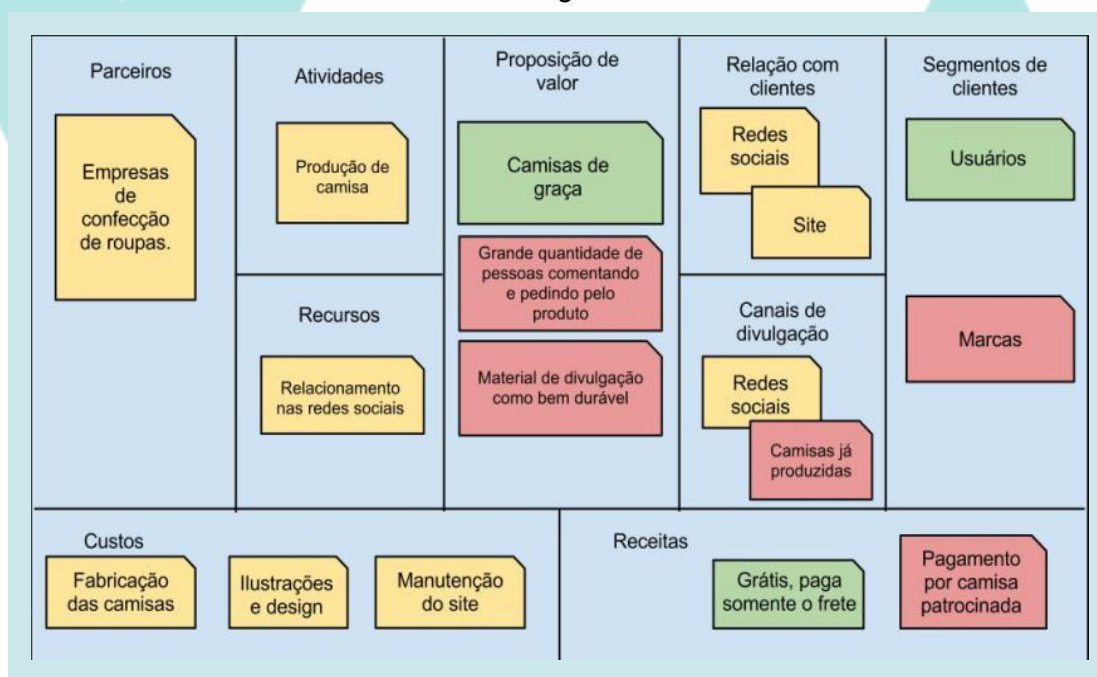 Parceiros
Empresas
de
confecção
de roupas.
Atividades
Produção de
camisa
Recursos
Relacionamento
nas redes sociais
Proposição de
valor
Camisas de
graça
Grande quantidade de
pessoas comentando
e pedindo pelo
produto
Material de divulgação
como bem durável
Relação com
clientes
Redes
sociais
Site
Canais de
divulgação
Redes
sociais
Camisas já
produzidas
Segmentos de
clientes
Usuários
Marcas
Custos
Fabricação
das camisas
Ilustrações
e design
Manutenção
do site
Receitas
Grátis, paga
somente o frete
Pagamento
por camisa
patrocinada